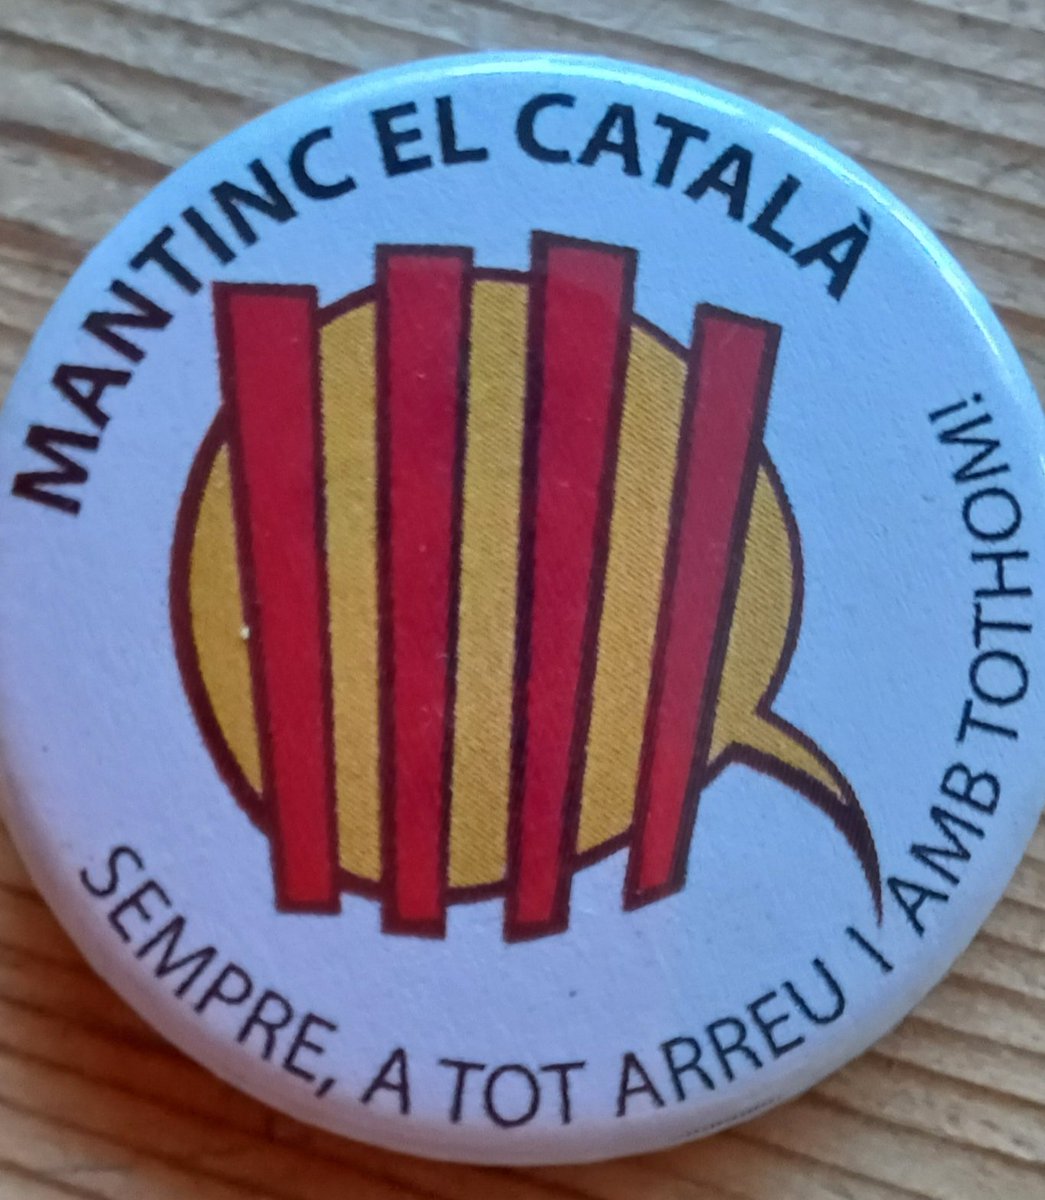 MANTINC EL CATALÀ
SEMPRE, A TOT ARREU I AMB TOTHOM!